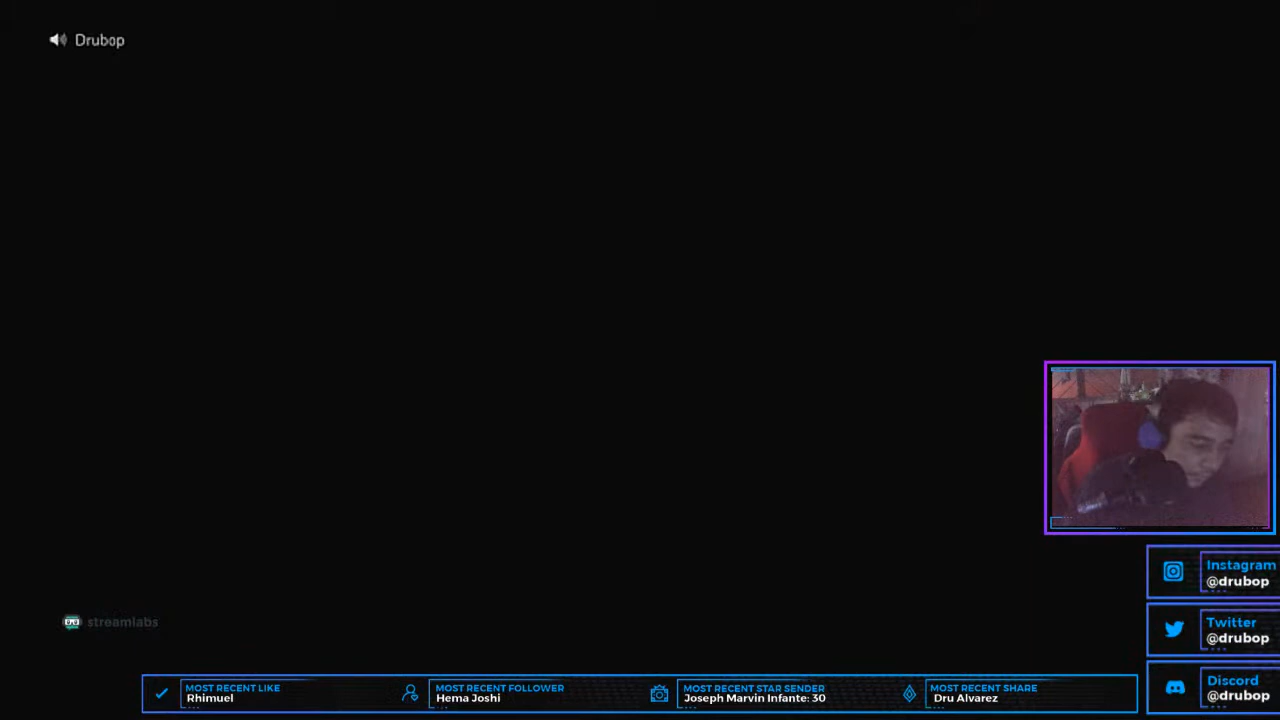 Drubop
Instagram
@drubop
Twitter
@drubop
streamlabs
Discord
@drubop
MOST RECENT LIKE
Rhimuel
MOST RECENT FOLLOWER
Hema Joshi
MOST RECENT STAR SENDER
Joseph Marvin Infante: 30
MOST RECENT SHARE
Dru Alvarez